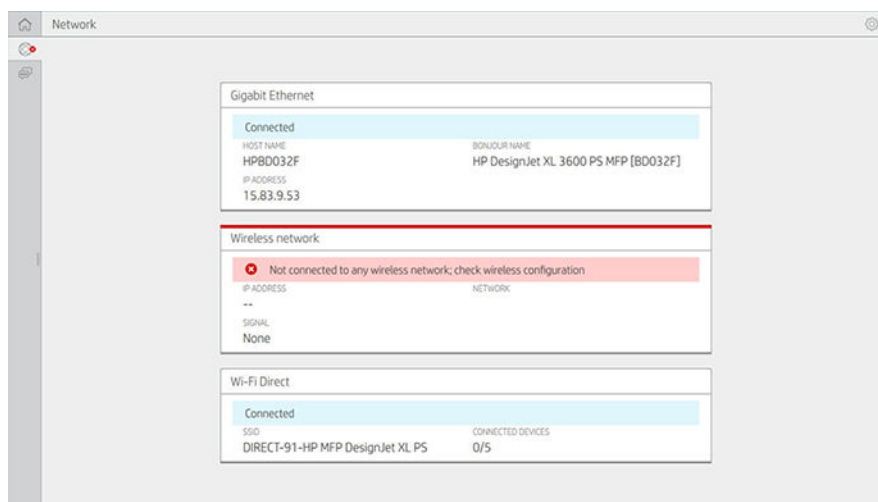 Network
Gigabit Ethernet
Connected
HOST NAME BONJOUR NAME
HPBD032F HP DesignJet XL 3600 PS MFP [BD032F]
IP ADDRESS
15.83.9.53
Wireless network
Not connected to any wireless network; check wireless configuration
IP ADDRESS NETWORK
--
SIGNAL
None
Wi-Fi Direct
Connected
SSID CONNECTED DEVICES
DIRECT-91-HP MFP DesignJet XL PS 0/5